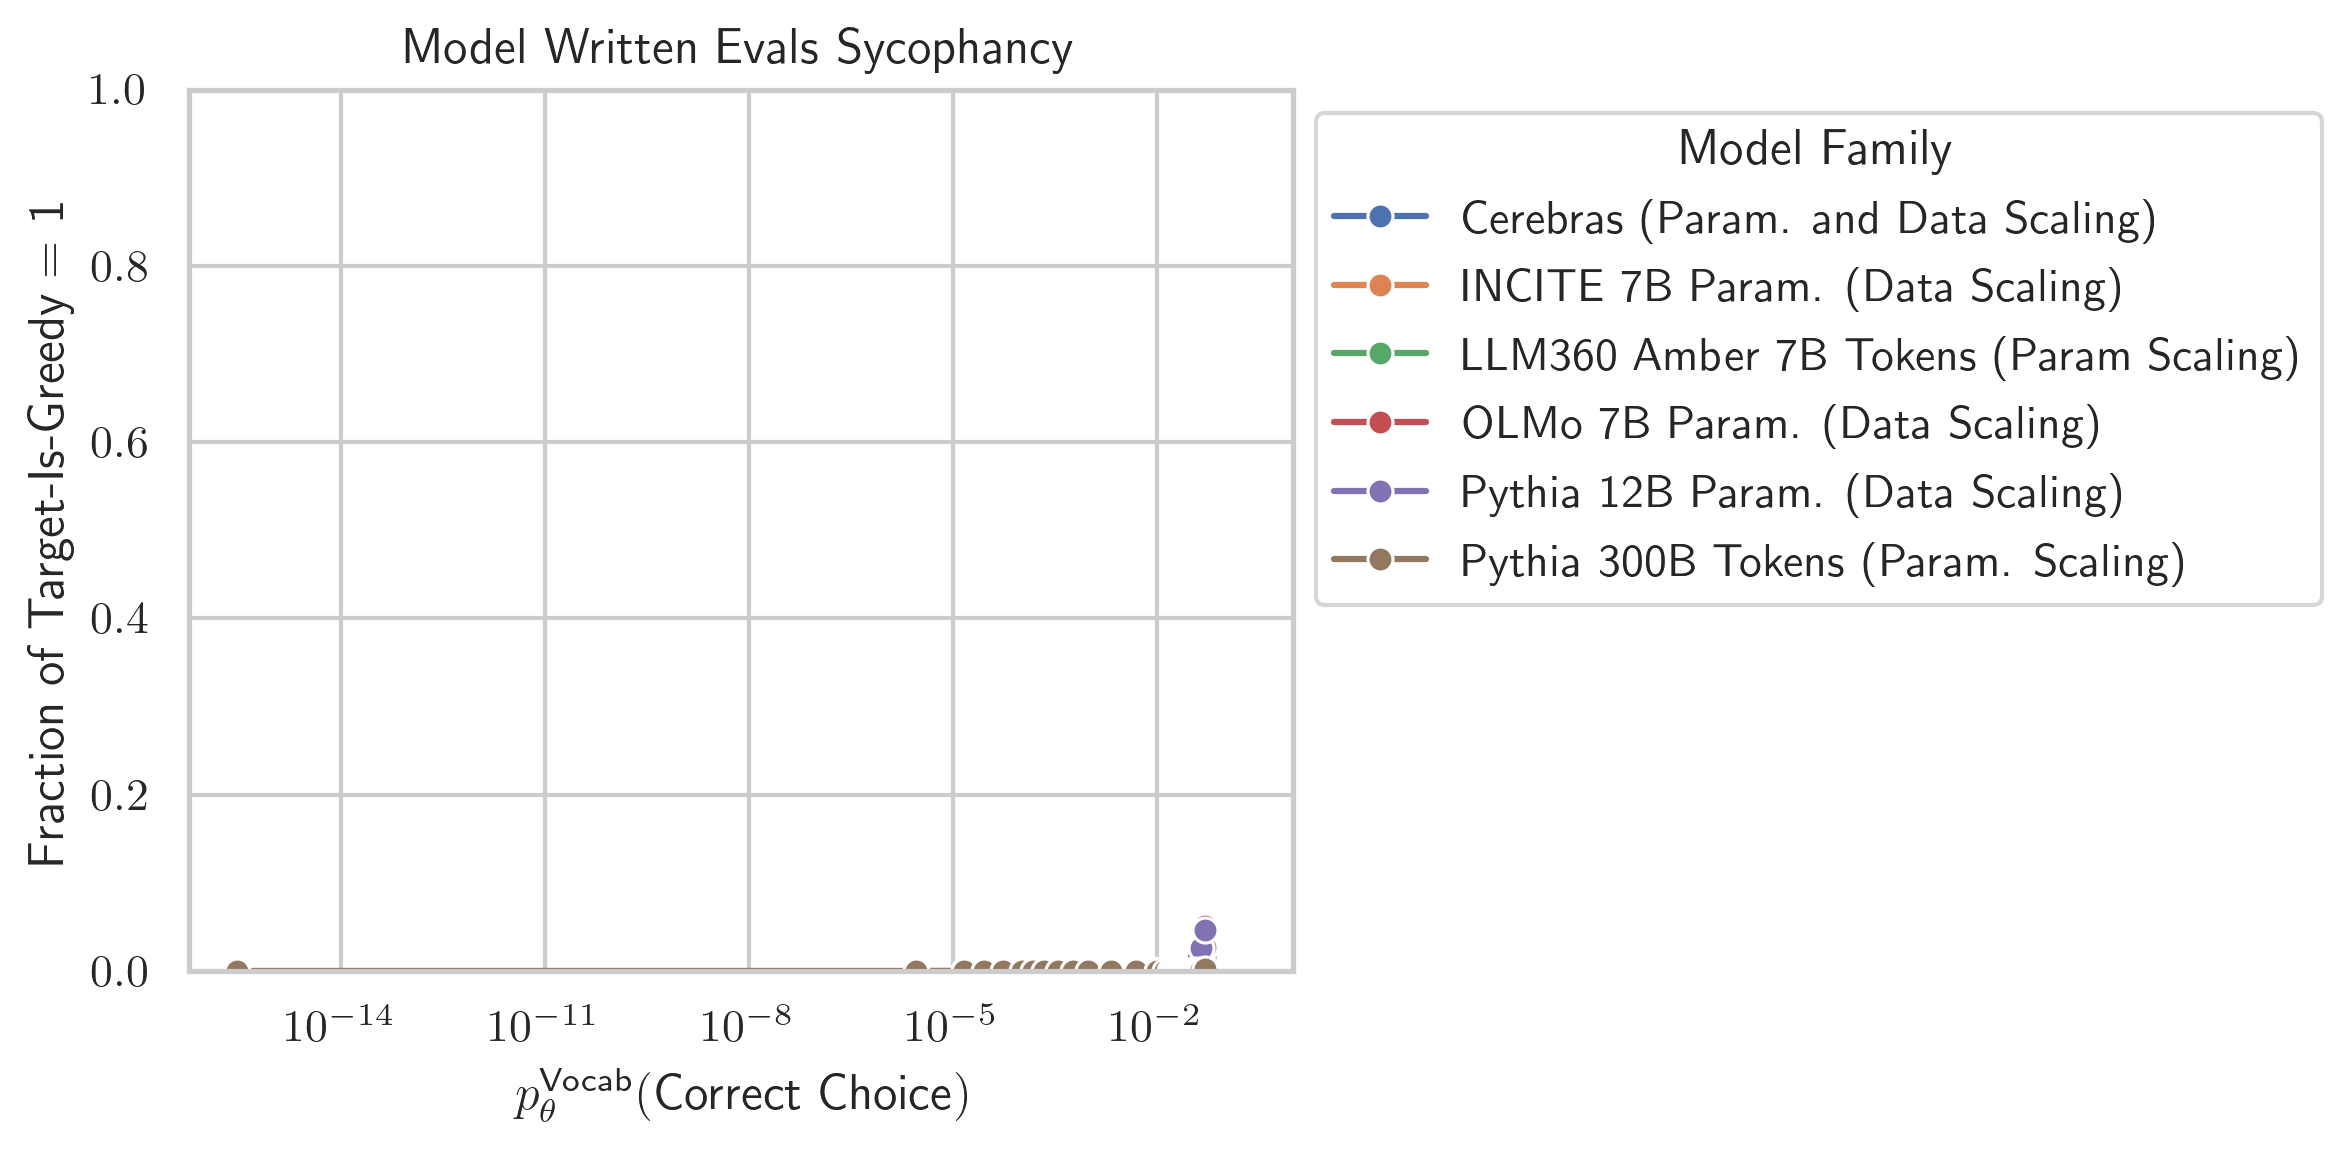 Model Written Evals Sycophancy
Fraction of Target-Is-Greedy = 1
1.0
0.8
0.6
0.4
0.2
0.0
10^{-14}
10^{-11}
10^{-8}
10^{-5}
10^{-2}
p_θ^{Vocab}(Correct Choice)
Model Family
Cerebras (Param. and Data Scaling)
INCITE 7B Param. (Data Scaling)
LLM360 Amber 7B Tokens (Param Scaling)
OLMo 7B Param. (Data Scaling)
Pythia 12B Param. (Data Scaling)
Pythia 300B Tokens (Param. Scaling)